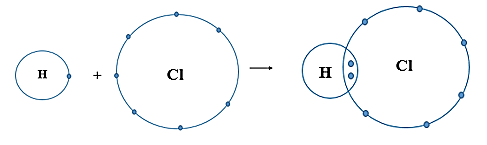 H + Cl → H Cl